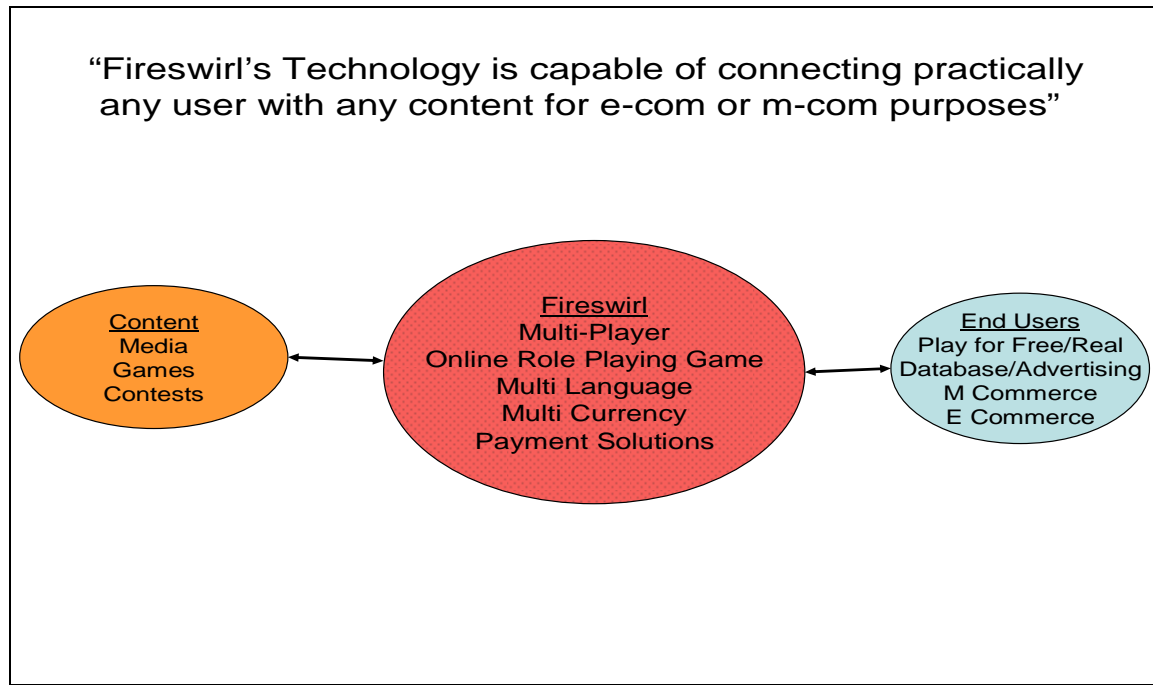 “Fireswirl’s Technology is capable of connecting practically
any user with any content for e-com or m-com purposes”
Content
Media
Games
Contests
Fireswirl
Multi-Player
Online Role Playing Game
Multi Language
Multi Currency
Payment Solutions
End Users
Play for Free/Real
Database/Advertising
M Commerce
E Commerce